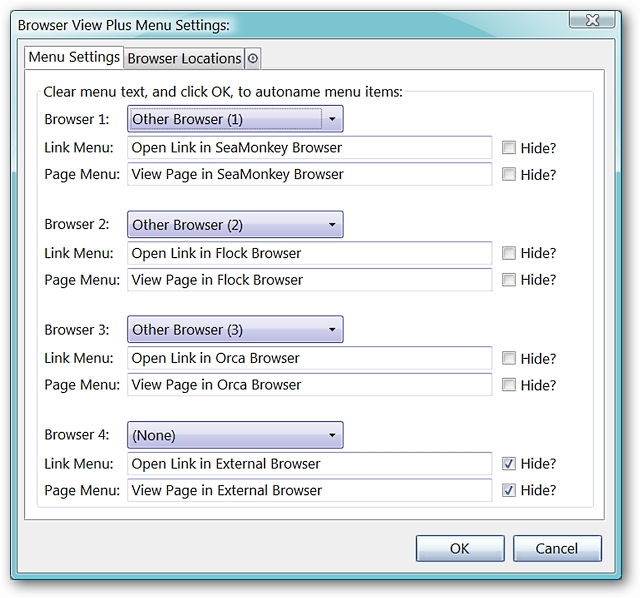 Browser View Plus Menu Settings:
Menu Settings Browser Locations
Clear menu text, and click OK, to autoname menu items:
Browser 1: Other Browser (1)
Link Menu: Open Link in SeaMonkey Browser Hide?
Page Menu: View Page in SeaMonkey Browser Hide?
Browser 2: Other Browser (2)
Link Menu: Open Link in Flock Browser Hide?
Page Menu: View Page in Flock Browser Hide?
Browser 3: Other Browser (3)
Link Menu: Open Link in Orca Browser Hide?
Page Menu: View Page in Orca Browser Hide?
Browser 4: (None)
Link Menu: Open Link in External Browser Hide?
Page Menu: View Page in External Browser Hide?
OK Cancel